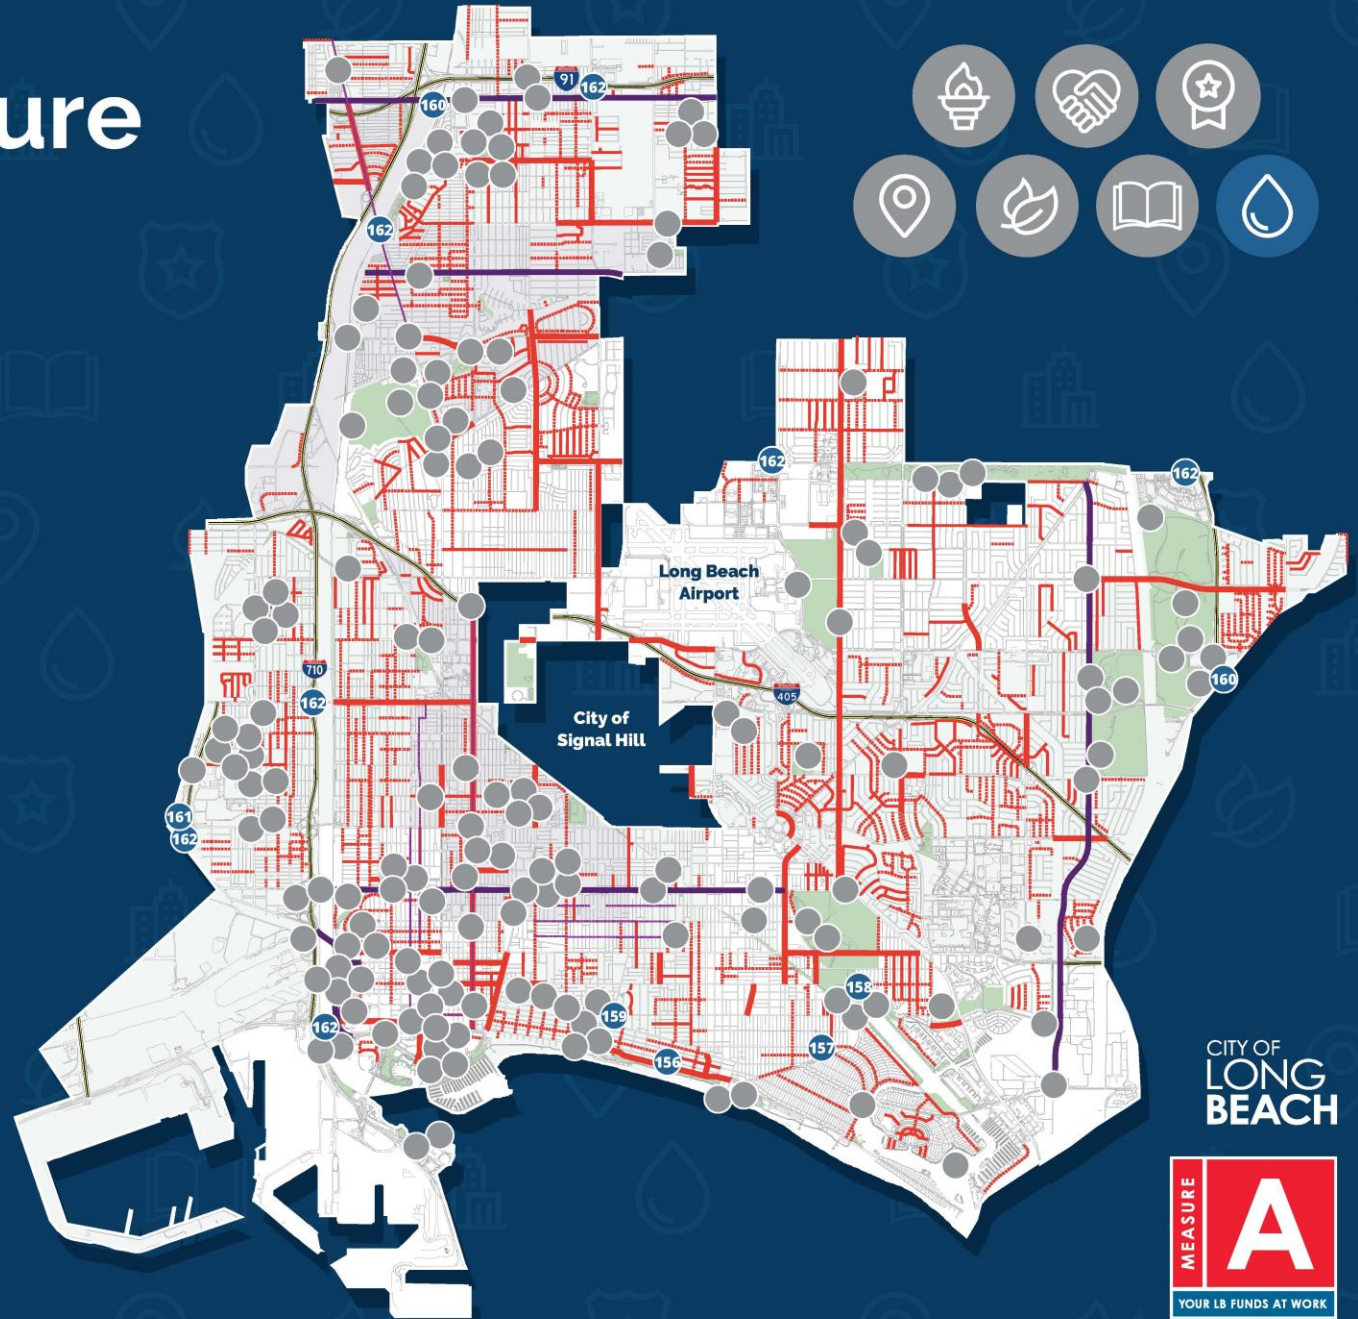 ure
91
162
160
162
162
162
Long Beach
Airport
710
160
405
162
City of
Signal Hill
161
162
158
159
162
157
156
CITY OF
LONG
BEACH
MEASURE
A
YOUR LB FUNDS AT WORK